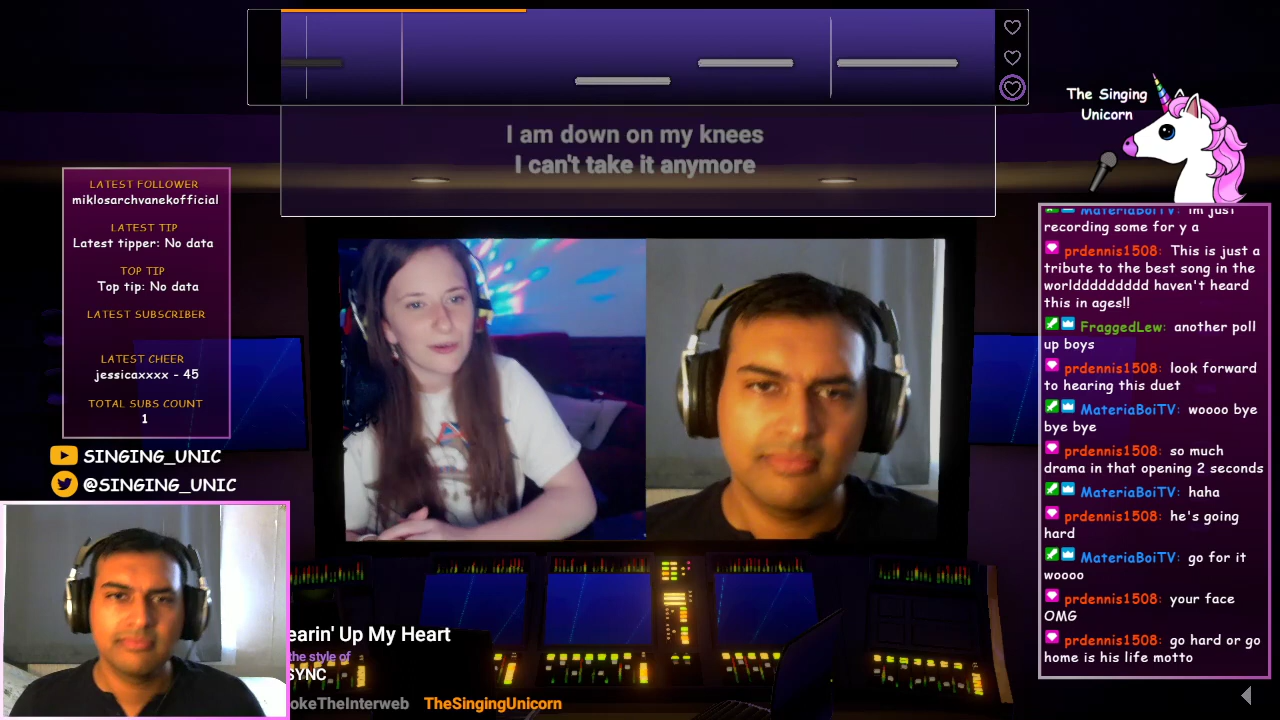 I am down on my knees
I can't take it anymore
The Singing
Unicorn
LATEST FOLLOWER
miklosarchvanekofficial
LATEST TIP
Latest tipper: No data
TOP TIP
Top tip: No data
LATEST SUBSCRIBER
LATEST CHEER
jessicaxxxx - 45
TOTAL SUBS COUNT
1
SINGING_UNIC
@SINGING_UNIC
earin' Up My Heart
the style of
SYNC
okeTheInterweb TheSingingUnicorn
MateriaBoiTV: im just
recording some for y a
prdennis1508: This is just a
tribute to the best song in the
worldddddddddd haven't heard
this in ages!!
FraggedLew: another poll
up boys
prdennis1508: look forward
to hearing this duet
MateriaBoiTV: woooo bye
bye bye
prdennis1508: so much
drama in that opening 2 seconds
MateriaBoiTV: haha
prdennis1508: he's going
hard
MateriaBoiTV: go for it
woooo
prdennis1508: your face
OMG
prdennis1508: go hard or go
home is his life motto